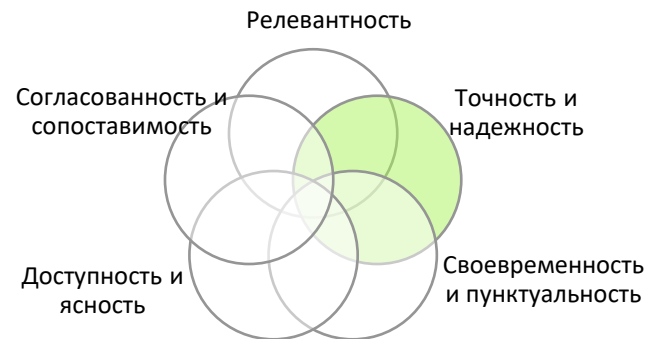 Релевантность
Согласованность и
сопоставимость
Точность и
надежность
Доступность и
ясность
Своевременность
и пунктуальность